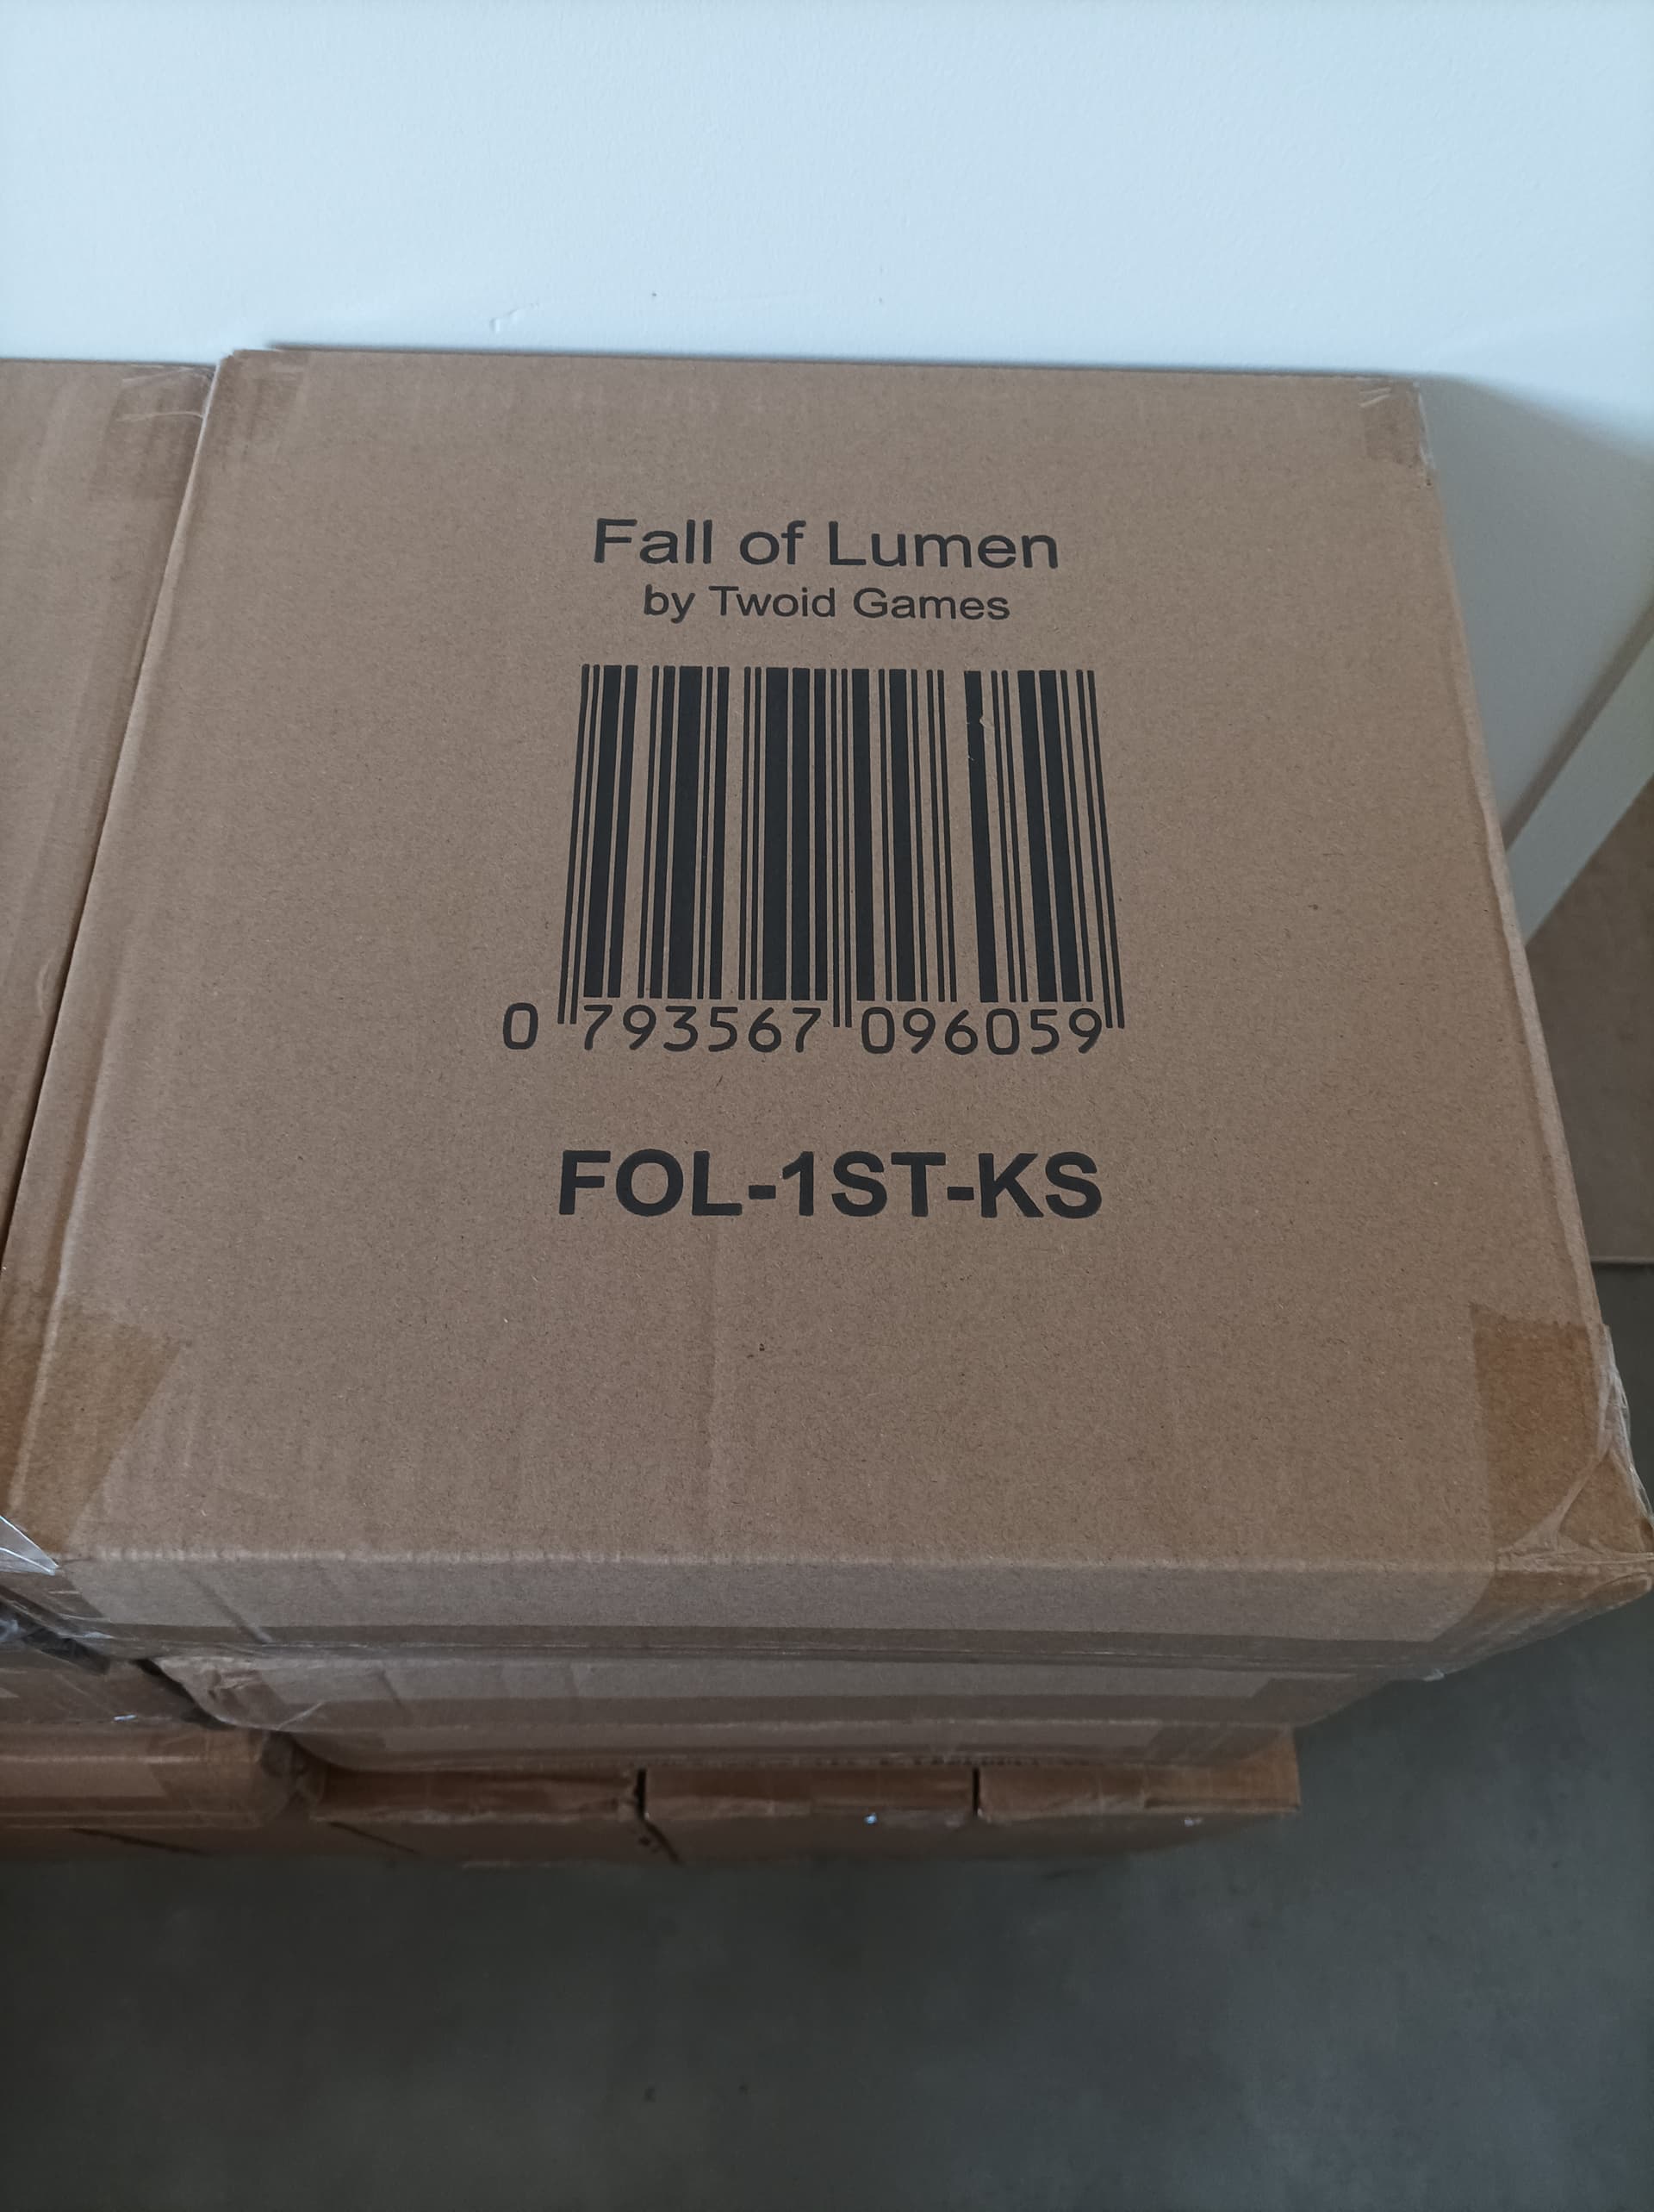 Fall of Lumen
by Twoid Games
0 793567 096059
FOL-1ST-KS